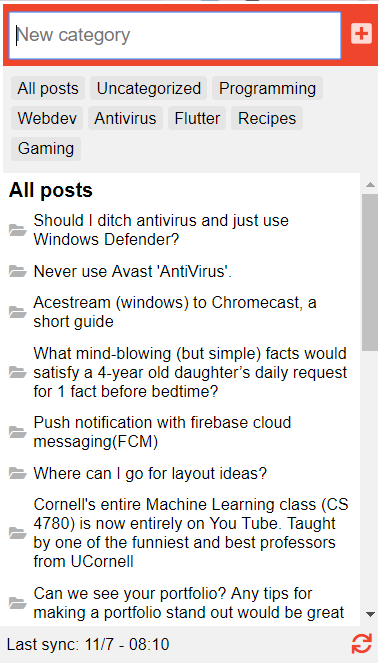 New category
All posts Uncategorized Programming
Webdev Antivirus Flutter Recipes
Gaming
All posts
Should I ditch antivirus and just use
Windows Defender?
Never use Avast 'AntiVirus'.
Acestream (windows) to Chromecast, a
short guide
What mind-blowing (but simple) facts would
satisfy a 4-year old daughter’s daily request
for 1 fact before bedtime?
Push notification with firebase cloud
messaging(FCM)
Where can I go for layout ideas?
Cornell's entire Machine Learning class (CS
4780) is now entirely on You Tube. Taught
by one of the funniest and best professors
from UCornell
Can we see your portfolio? Any tips for
making a portfolio stand out would be great
Last sync: 11/7 - 08:10